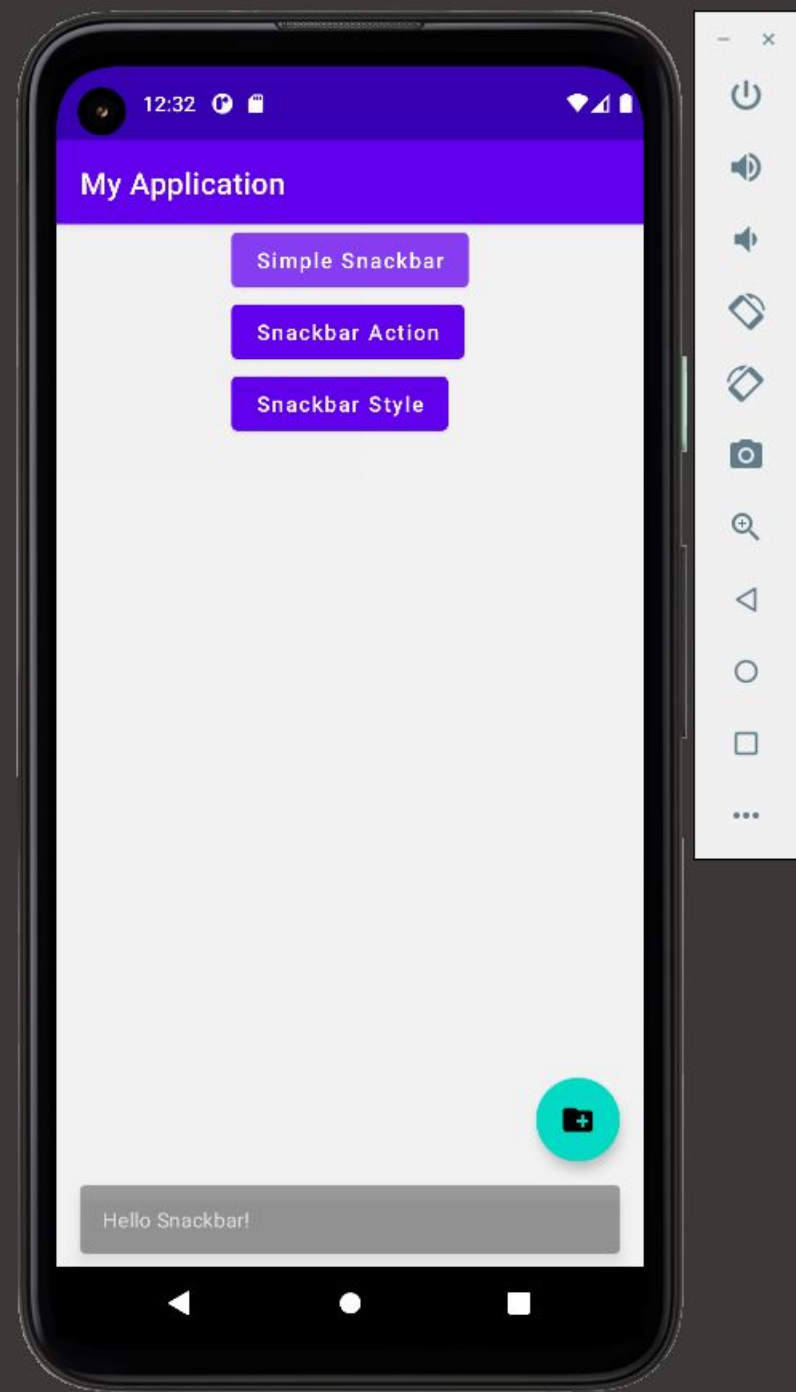 12:32
My Application
Simple Snackbar
Snackbar Action
Snackbar Style
Hello Snackbar!